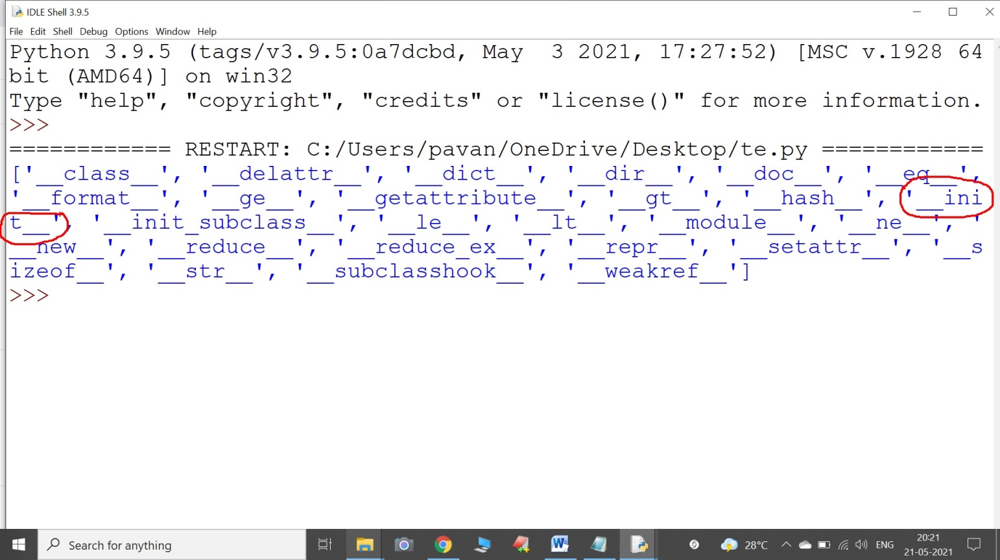 IDLE Shell 3.9.5
File Edit Shell Debug Options Window Help
Python 3.9.5 (tags/v3.9.5:0a7dcbd, May  3 2021, 17:27:52) [MSC v.1928 64
bit (AMD64)] on win32
Type "help", "copyright", "credits" or "license()" for more information.
>>>
============ RESTART: C:/Users/pavan/OneDrive/Desktop/te.py ============
['__class__', '__delattr__', '__dict__', '__dir__', '__doc__', '__eq__',
'__format__', '__ge__', '__getattribute__', '__gt__', '__hash__', '__ini
t__', '__init_subclass__', '__le__', '__lt__', '__module__', '__ne__', '
__new__', '__reduce__', '__reduce_ex__', '__repr__', '__setattr__', '__s
izeof__', '__str__', '__subclasshook__', '__weakref__']
>>>
Search for anything
28°C
ENG
20:21
21-05-2021